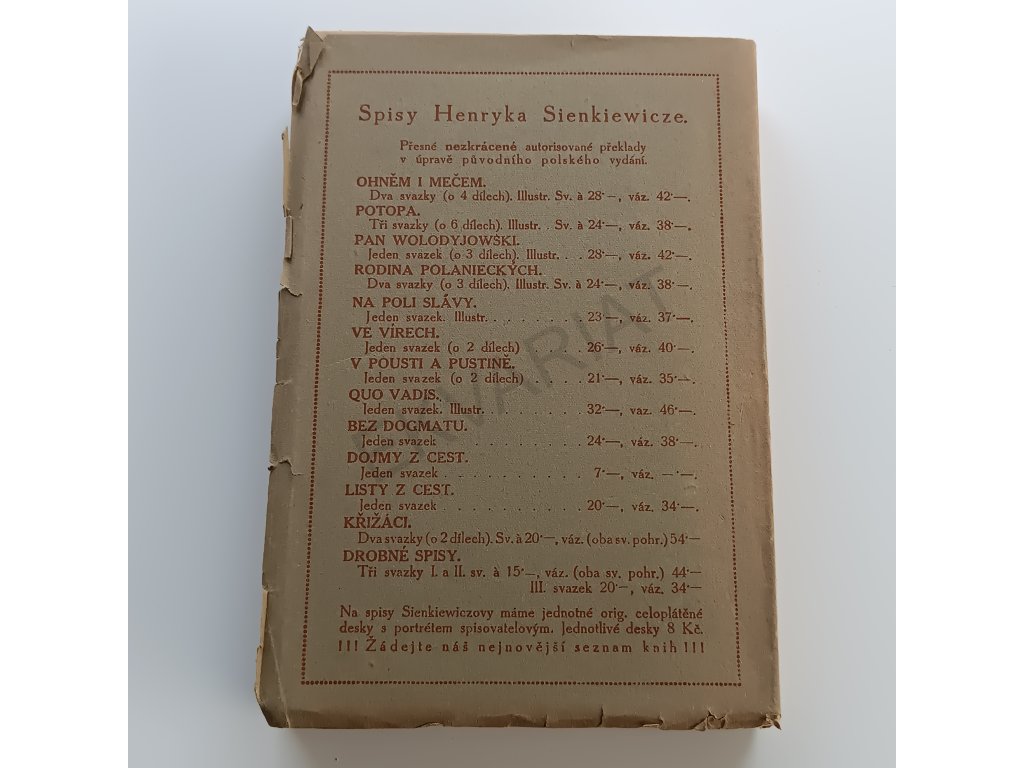 Spisy Henryka Sienkiewicze.
Přesné nezkrácené autorisované překlady
v úpravě původního polského vydání.
OHNĚM I MEČEM.
Dva svazky (o 4 dílech). Illustr. Sv. à 28·—, váz. 42·—.
POTOPA.
Tři svazky (o 6 dílech). Illustr. . Sv. à 24·—, váz. 38·—.
PAN WOLODYJOWSKI.
Jeden svazek (o 3 dílech). Illustr. . . 28·—, váz. 42·—.
RODINA POLANIECKÝCH.
Dva svazky (o 3 dílech). Illustr. Sv. à 24·—, váz. 38·—.
NA POLI SLÁVY.
Jeden svazek. Illustr. . . . . . . . . 23·—, váz. 37·—.
VE VÍRECH.
Jeden svazek (o 2 dílech) . . . . . 26·—, váz. 40·—.
V POUSTI A PUSTINĚ.
Jeden svazek (o 2 dílech) . . . . . 21·—, váz. 35·—.
QUO VADIS.
Jeden svazek. Illustr. . . . . . . . . 32·—, váz. 46·—.
BEZ DOGMATU.
Jeden svazek . . . . . . . . . . . 24·—, váz. 38·—.
DOJMY Z CEST.
Jeden svazek . . . . . . . . . . . 7·—, váz. —·—.
LISTY Z CEST.
Jeden svazek . . . . . . . . . . . 20·—, váz. 34·—.
KŘIŽÁCI.
Dva svazky (o 2 dílech). Sv. à 20·—, váz. (oba sv. pohr.) 54·—
DROBNÉ SPISY.
Tři svazky I. a II. sv. à 15·—, váz. (oba sv. pohr.) 44·—
III. svazek 20·—, váz. 34·—
Na spisy Sienkiewiczovy máme jednotné orig. celoplátěné
desky s portrétem spisovatelovým. Jednotlivé desky 8 Kč.
!!! Žádejte náš nejnovější seznam knih !!!